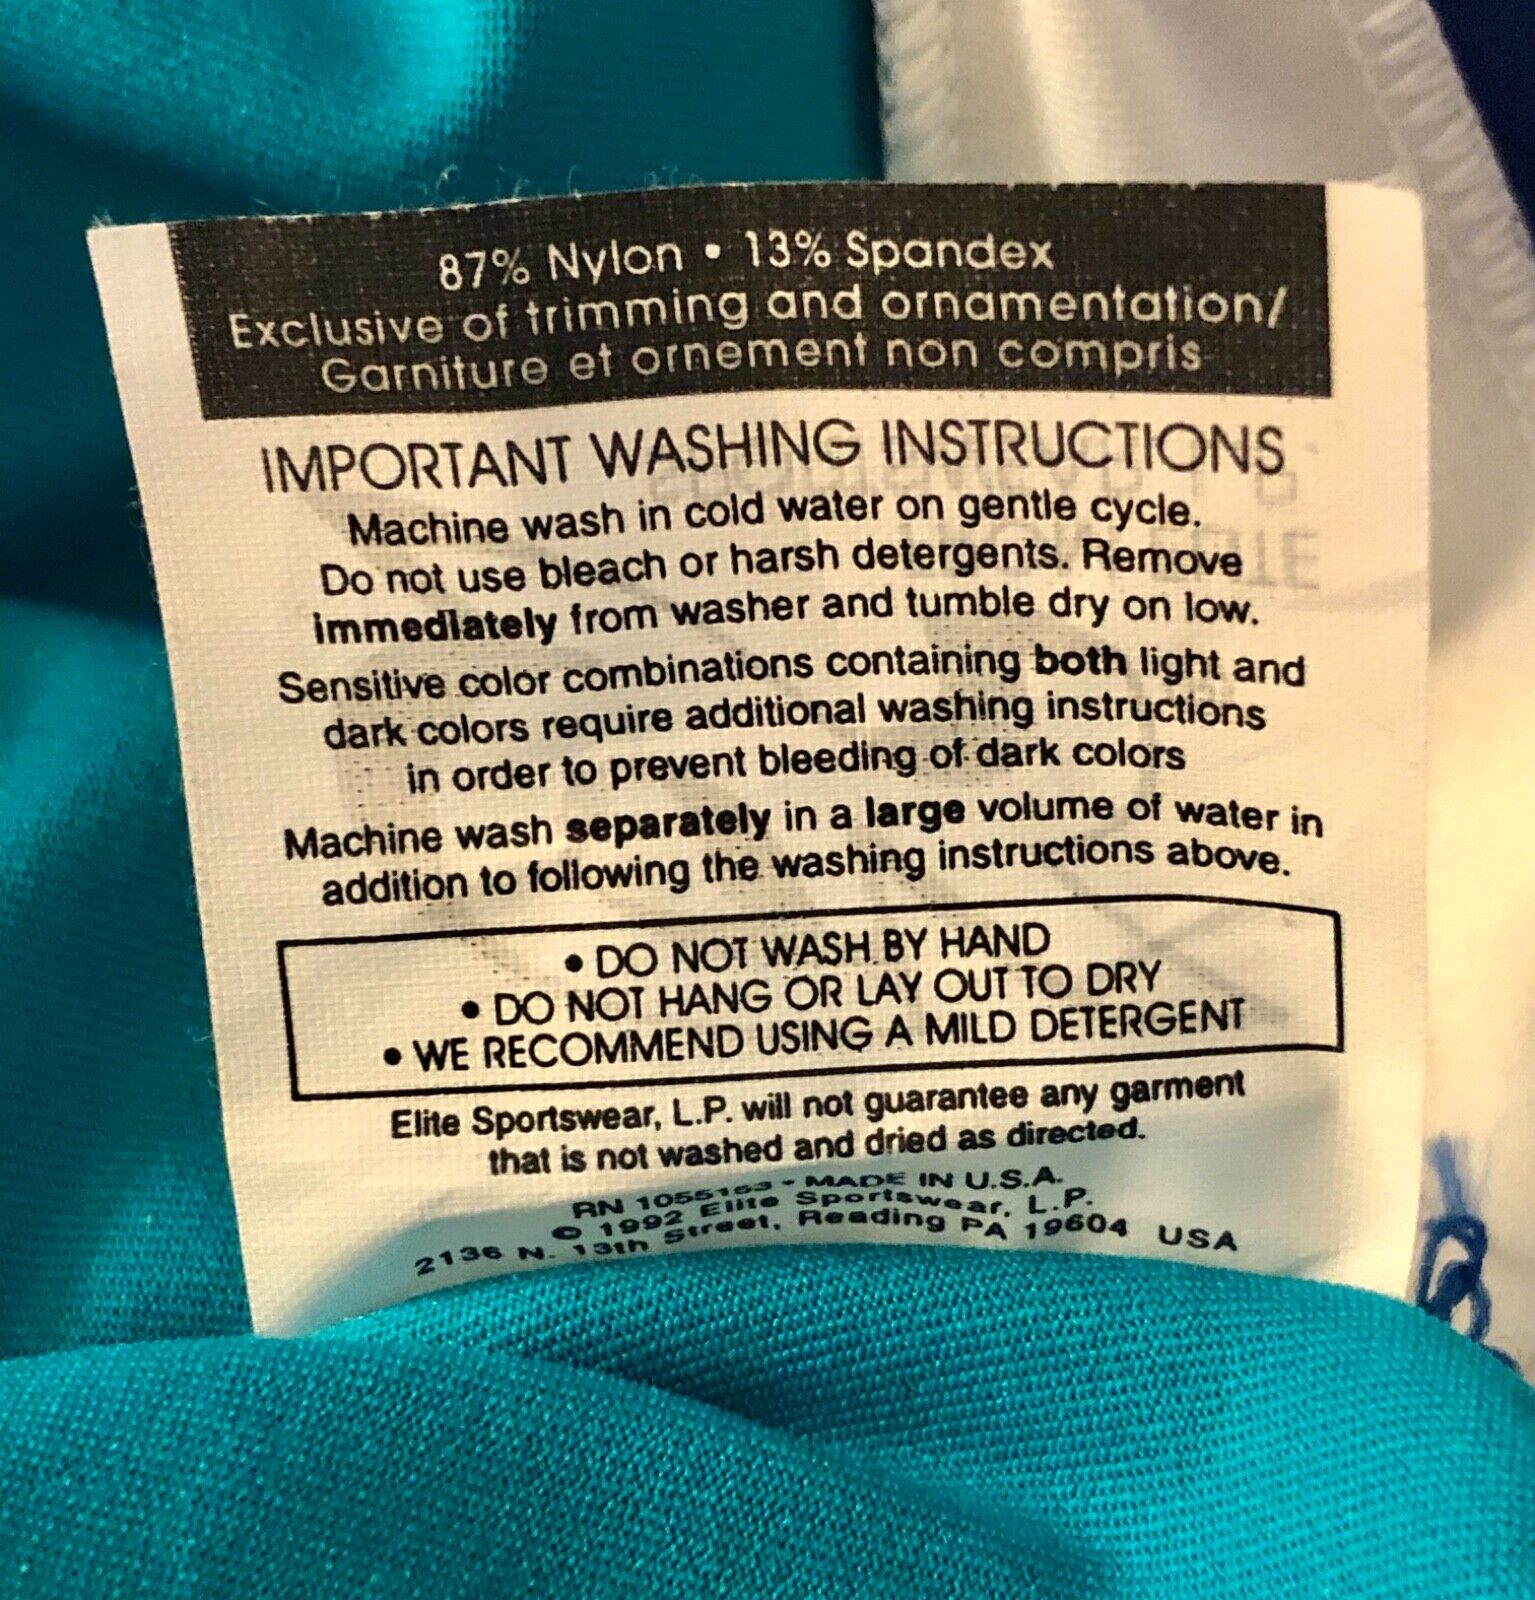 87% Nylon • 13% Spandex
Exclusive of trimming and ornamentation/
Garniture et ornement non compris
IMPORTANT WASHING INSTRUCTIONS
Machine wash in cold water on gentle cycle.
Do not use bleach or harsh detergents. Remove
immediately from washer and tumble dry on low.
Sensitive color combinations containing both light and
dark colors require additional washing instructions
in order to prevent bleeding of dark colors
Machine wash separately in a large volume of water in
addition to following the washing instructions above.
• DO NOT WASH BY HAND
• DO NOT HANG OR LAY OUT TO DRY
• WE RECOMMEND USING A MILD DETERGENT
Elite Sportswear, L.P. will not guarantee any garment
that is not washed and dried as directed.
RN 1055163 - MADE IN U.S.A.
© 1992 Elite Sportswear, L.P.
2136 N. 13th Street, Reading PA 19604 USA